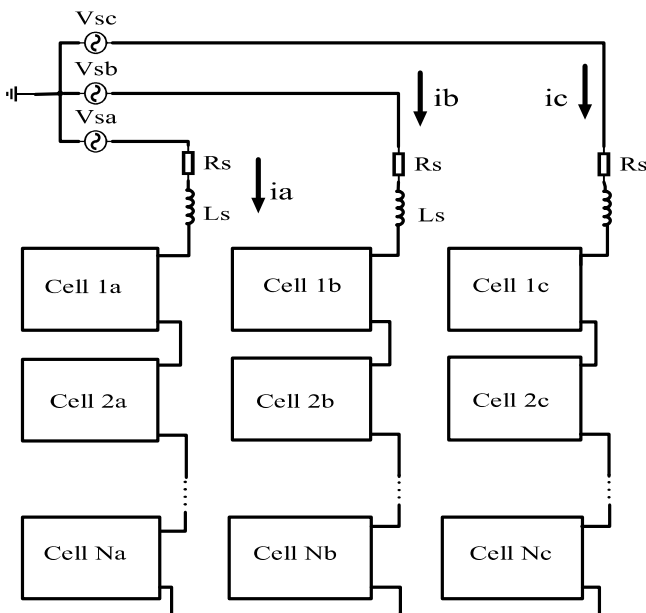 Vsc
Vsb
Vsa
ib
ic
Rs
Rs
Rs
ia
Ls
Ls
Cell 1a
Cell 1b
Cell 1c
Cell 2a
Cell 2b
Cell 2c
Cell Na
Cell Nb
Cell Nc